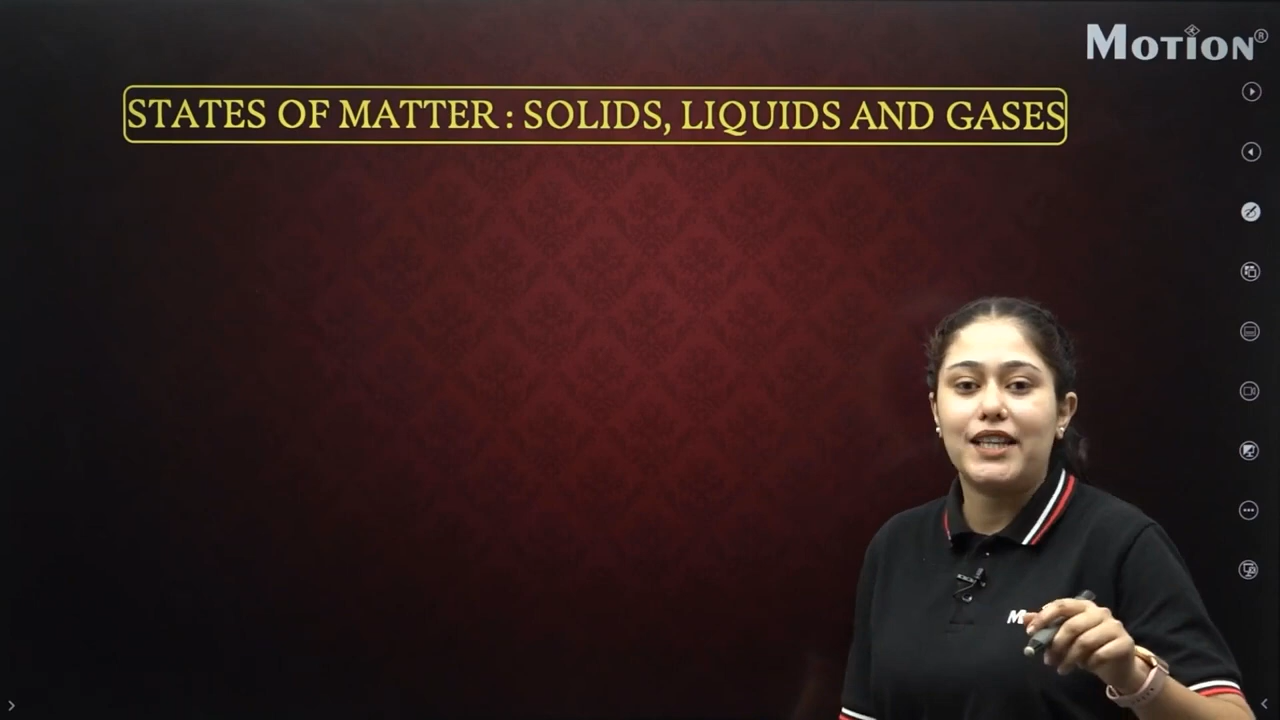 MOTION®
STATES OF MATTER : SOLIDS, LIQUIDS AND GASES
M